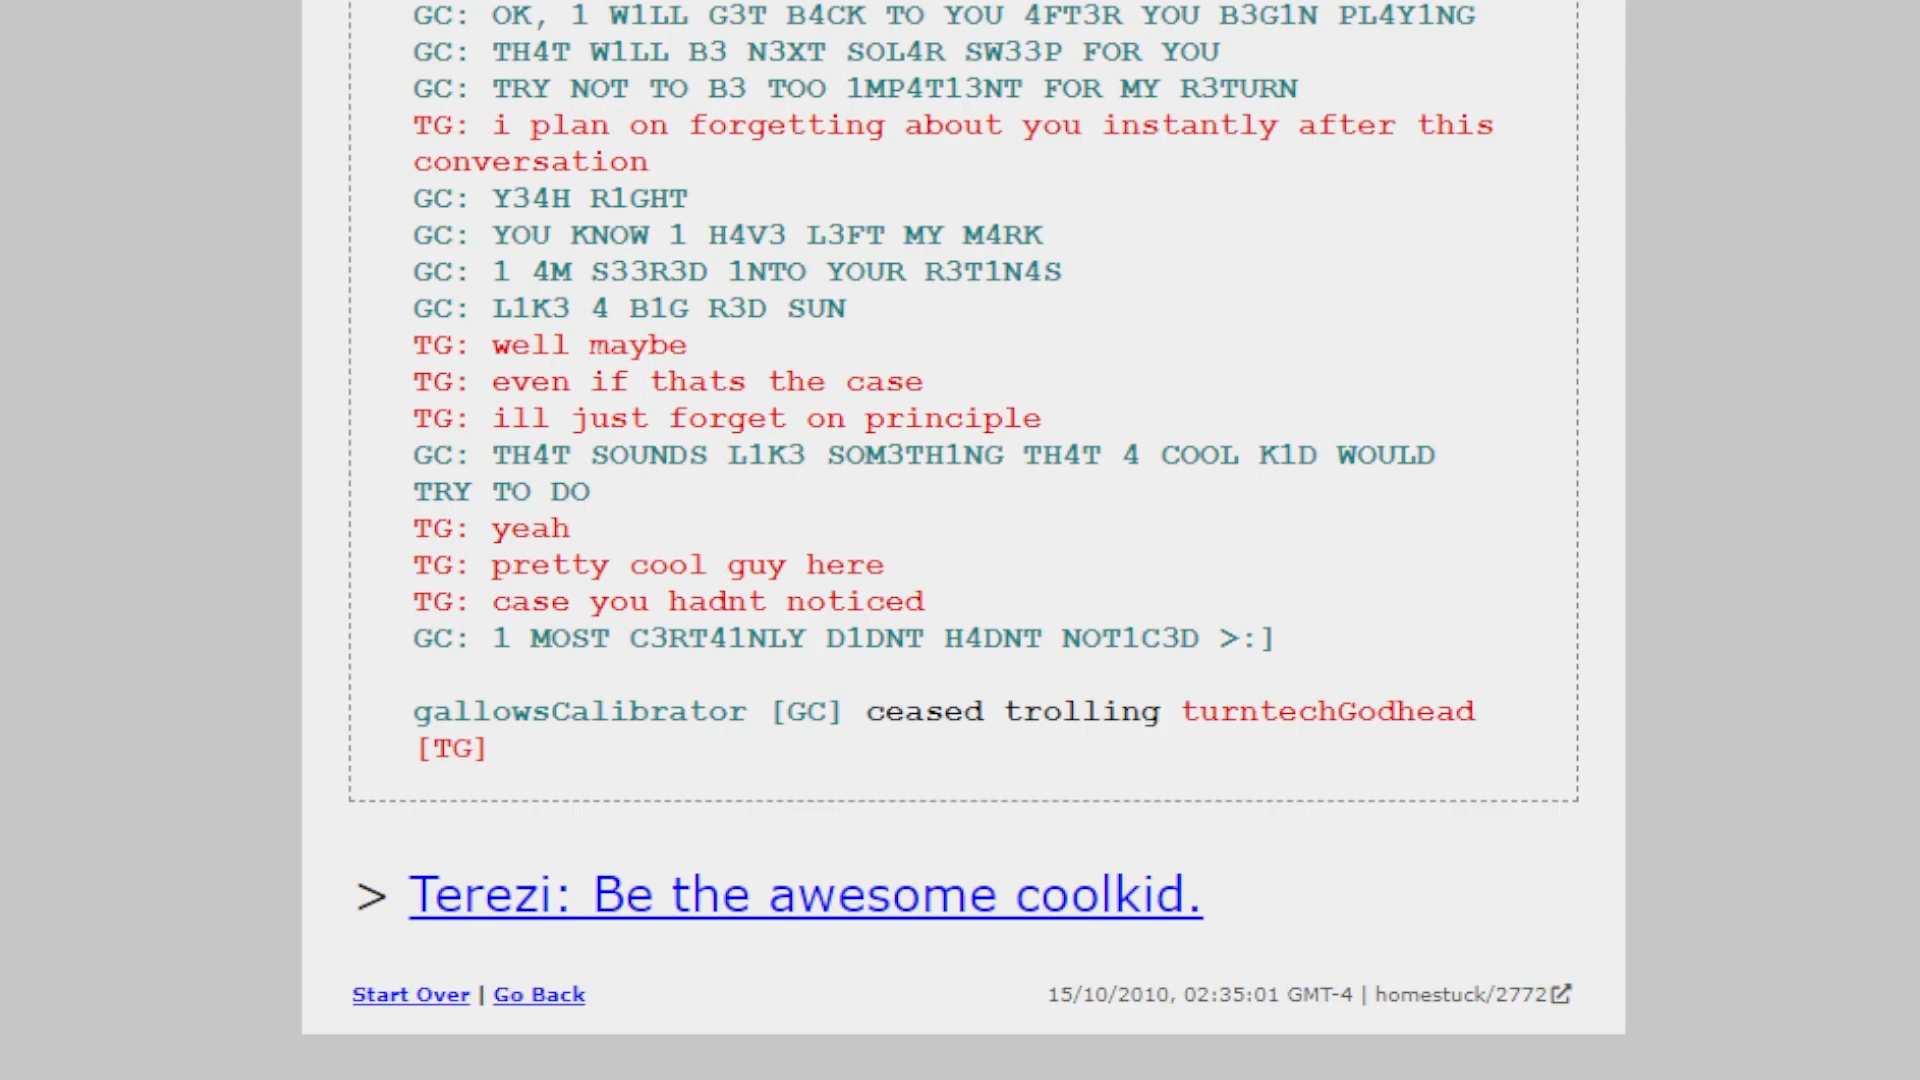 GC: OK, 1 W1LL G3T B4CK TO YOU 4FT3R YOU B3G1N PL4Y1NG
GC: TH4T W1LL B3 N3XT SOL4R SW33P FOR YOU
GC: TRY NOT TO B3 TOO 1MP4T13NT FOR MY R3TURN
TG: i plan on forgetting about you instantly after this
conversation
GC: Y34H R1GHT
GC: YOU KNOW 1 H4V3 L3FT MY M4RK
GC: 1 4M S33R3D 1NTO YOUR R3T1N4S
GC: L1K3 4 B1G R3D SUN
TG: well maybe
TG: even if thats the case
TG: ill just forget on principle
GC: TH4T SOUNDS L1K3 SOM3TH1NG TH4T 4 COOL K1D WOULD
TRY TO DO
TG: yeah
TG: pretty cool guy here
TG: case you hadnt noticed
GC: 1 MOST C3RT41NLY D1DNT H4DNT NOT1C3D >:]
gallowsCalibrator [GC] ceased trolling turntechGodhead
[TG]
> Terezi: Be the awesome coolkid.
Start Over | Go Back 15/10/2010, 02:35:01 GMT-4 | homestuck/2772